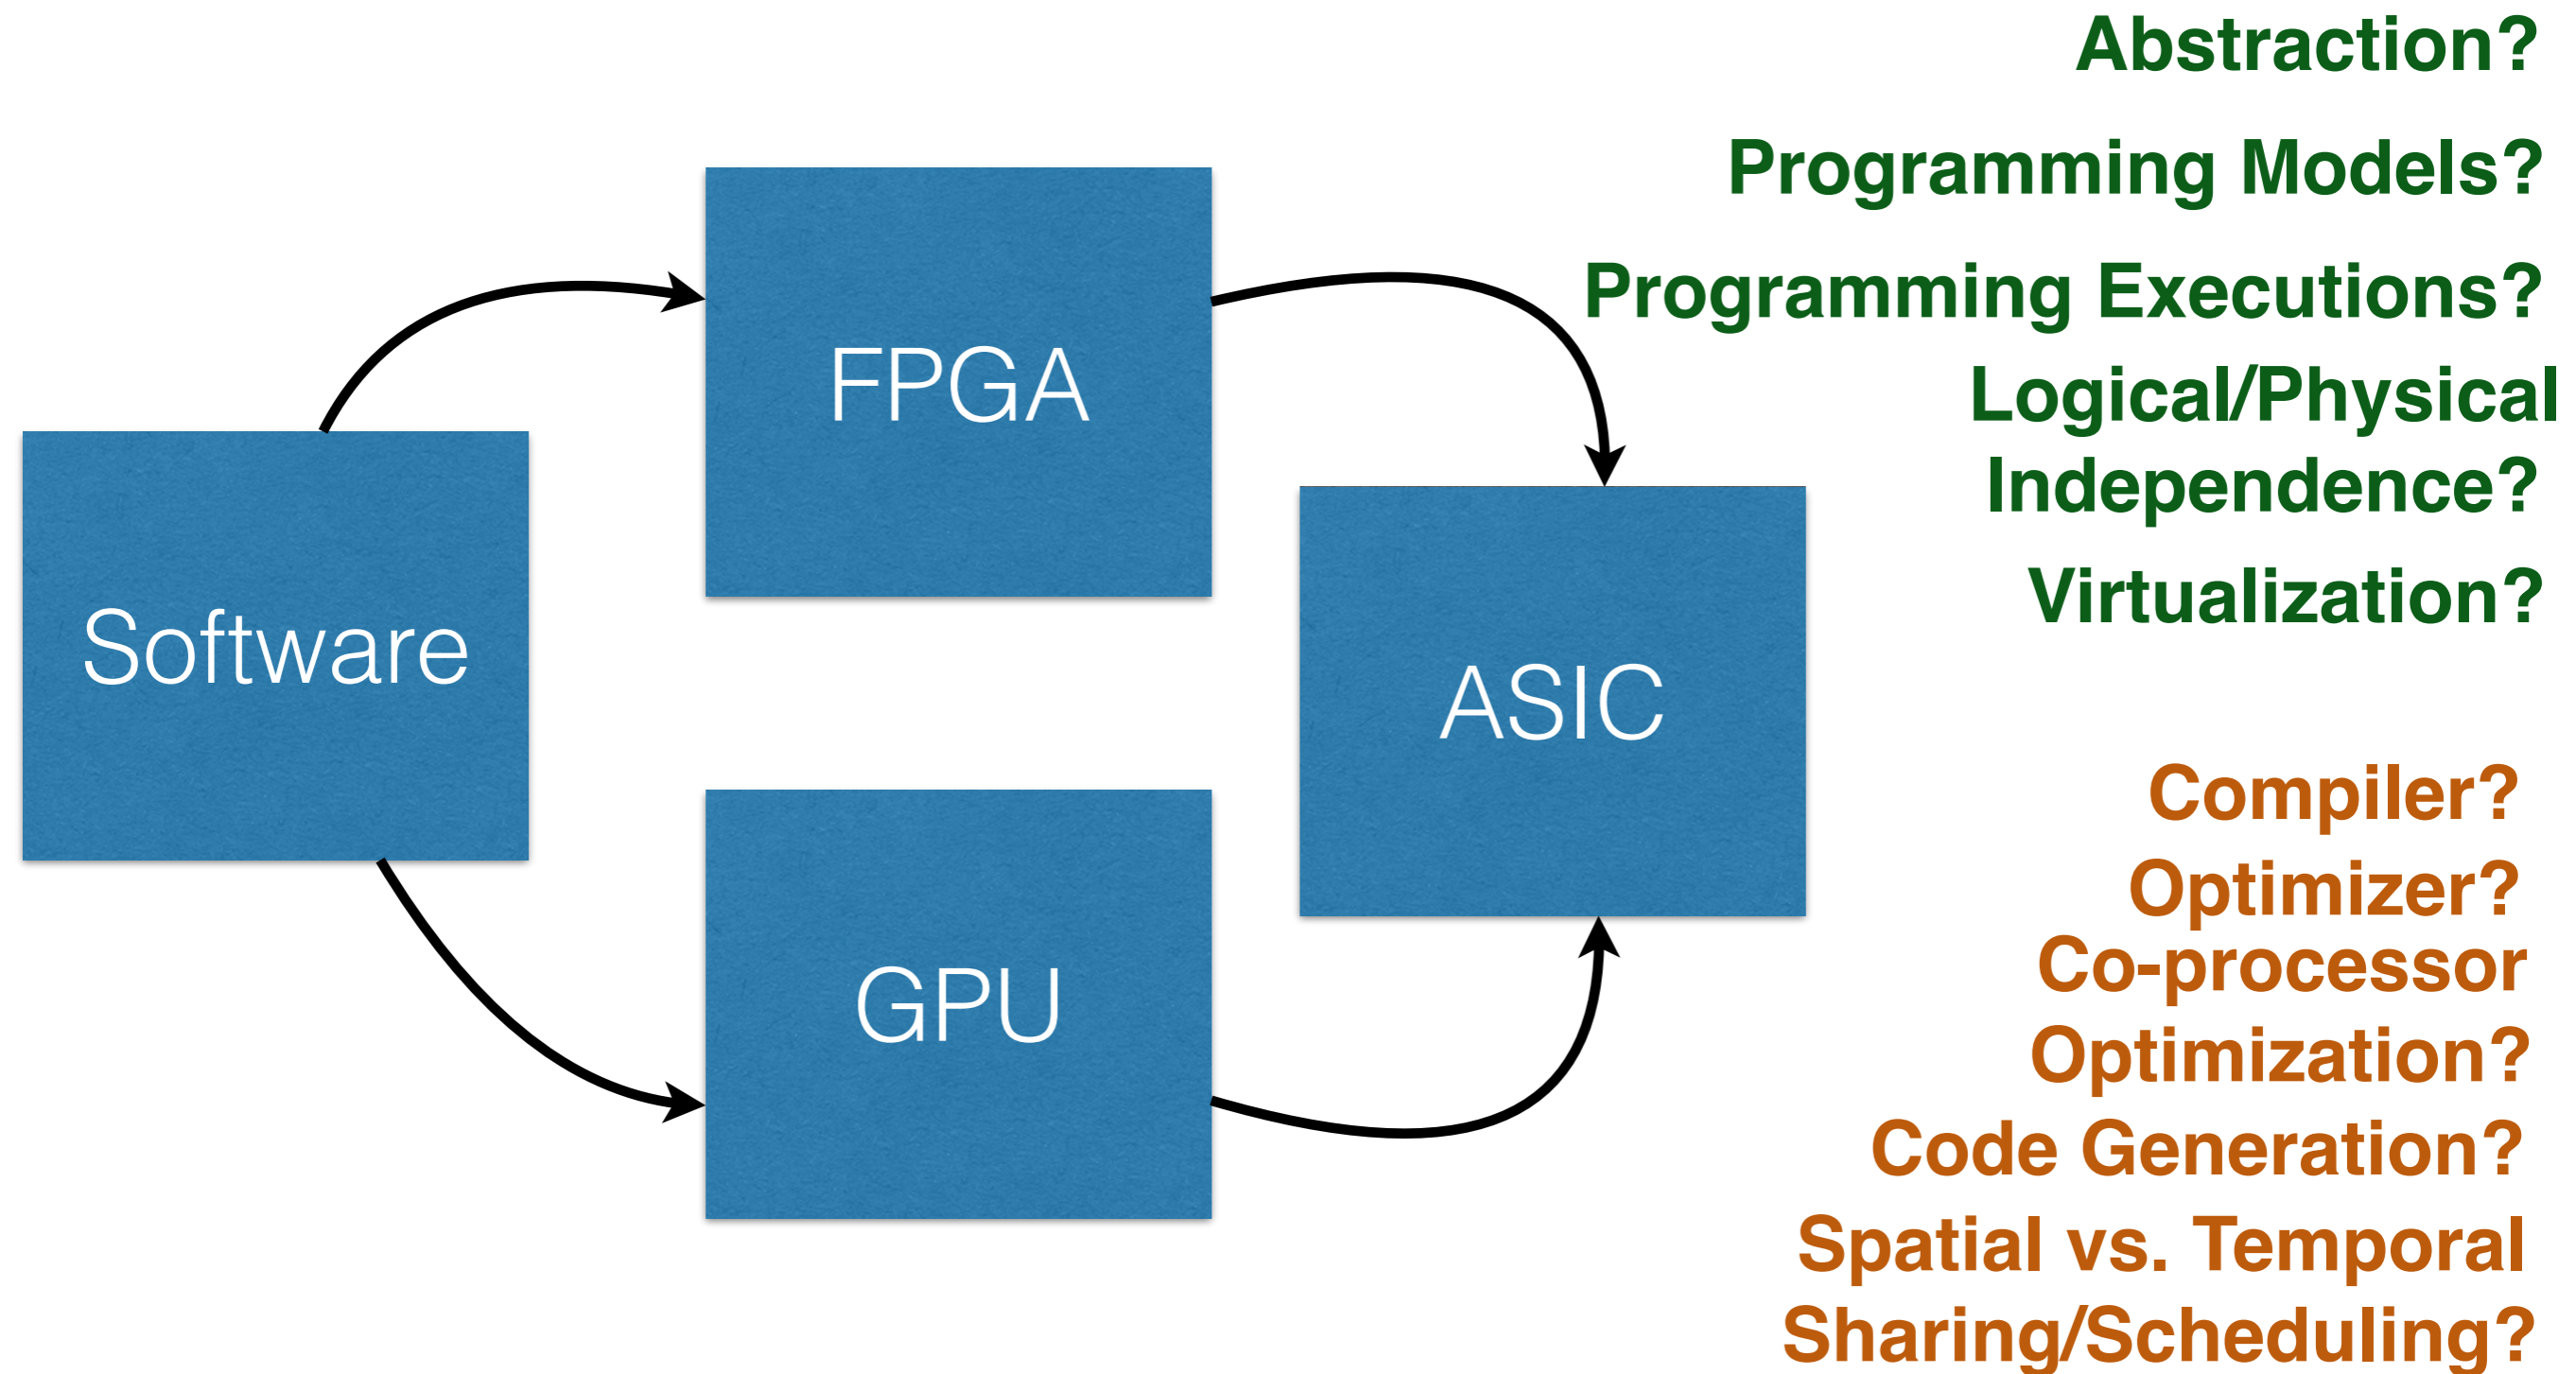 Software
FPGA
GPU
ASIC
Abstraction?
Programming Models?
Programming Executions?
Logical/Physical
Independence?
Virtualization?
Compiler?
Optimizer?
Co-processor
Optimization?
Code Generation?
Spatial vs. Temporal
Sharing/Scheduling?